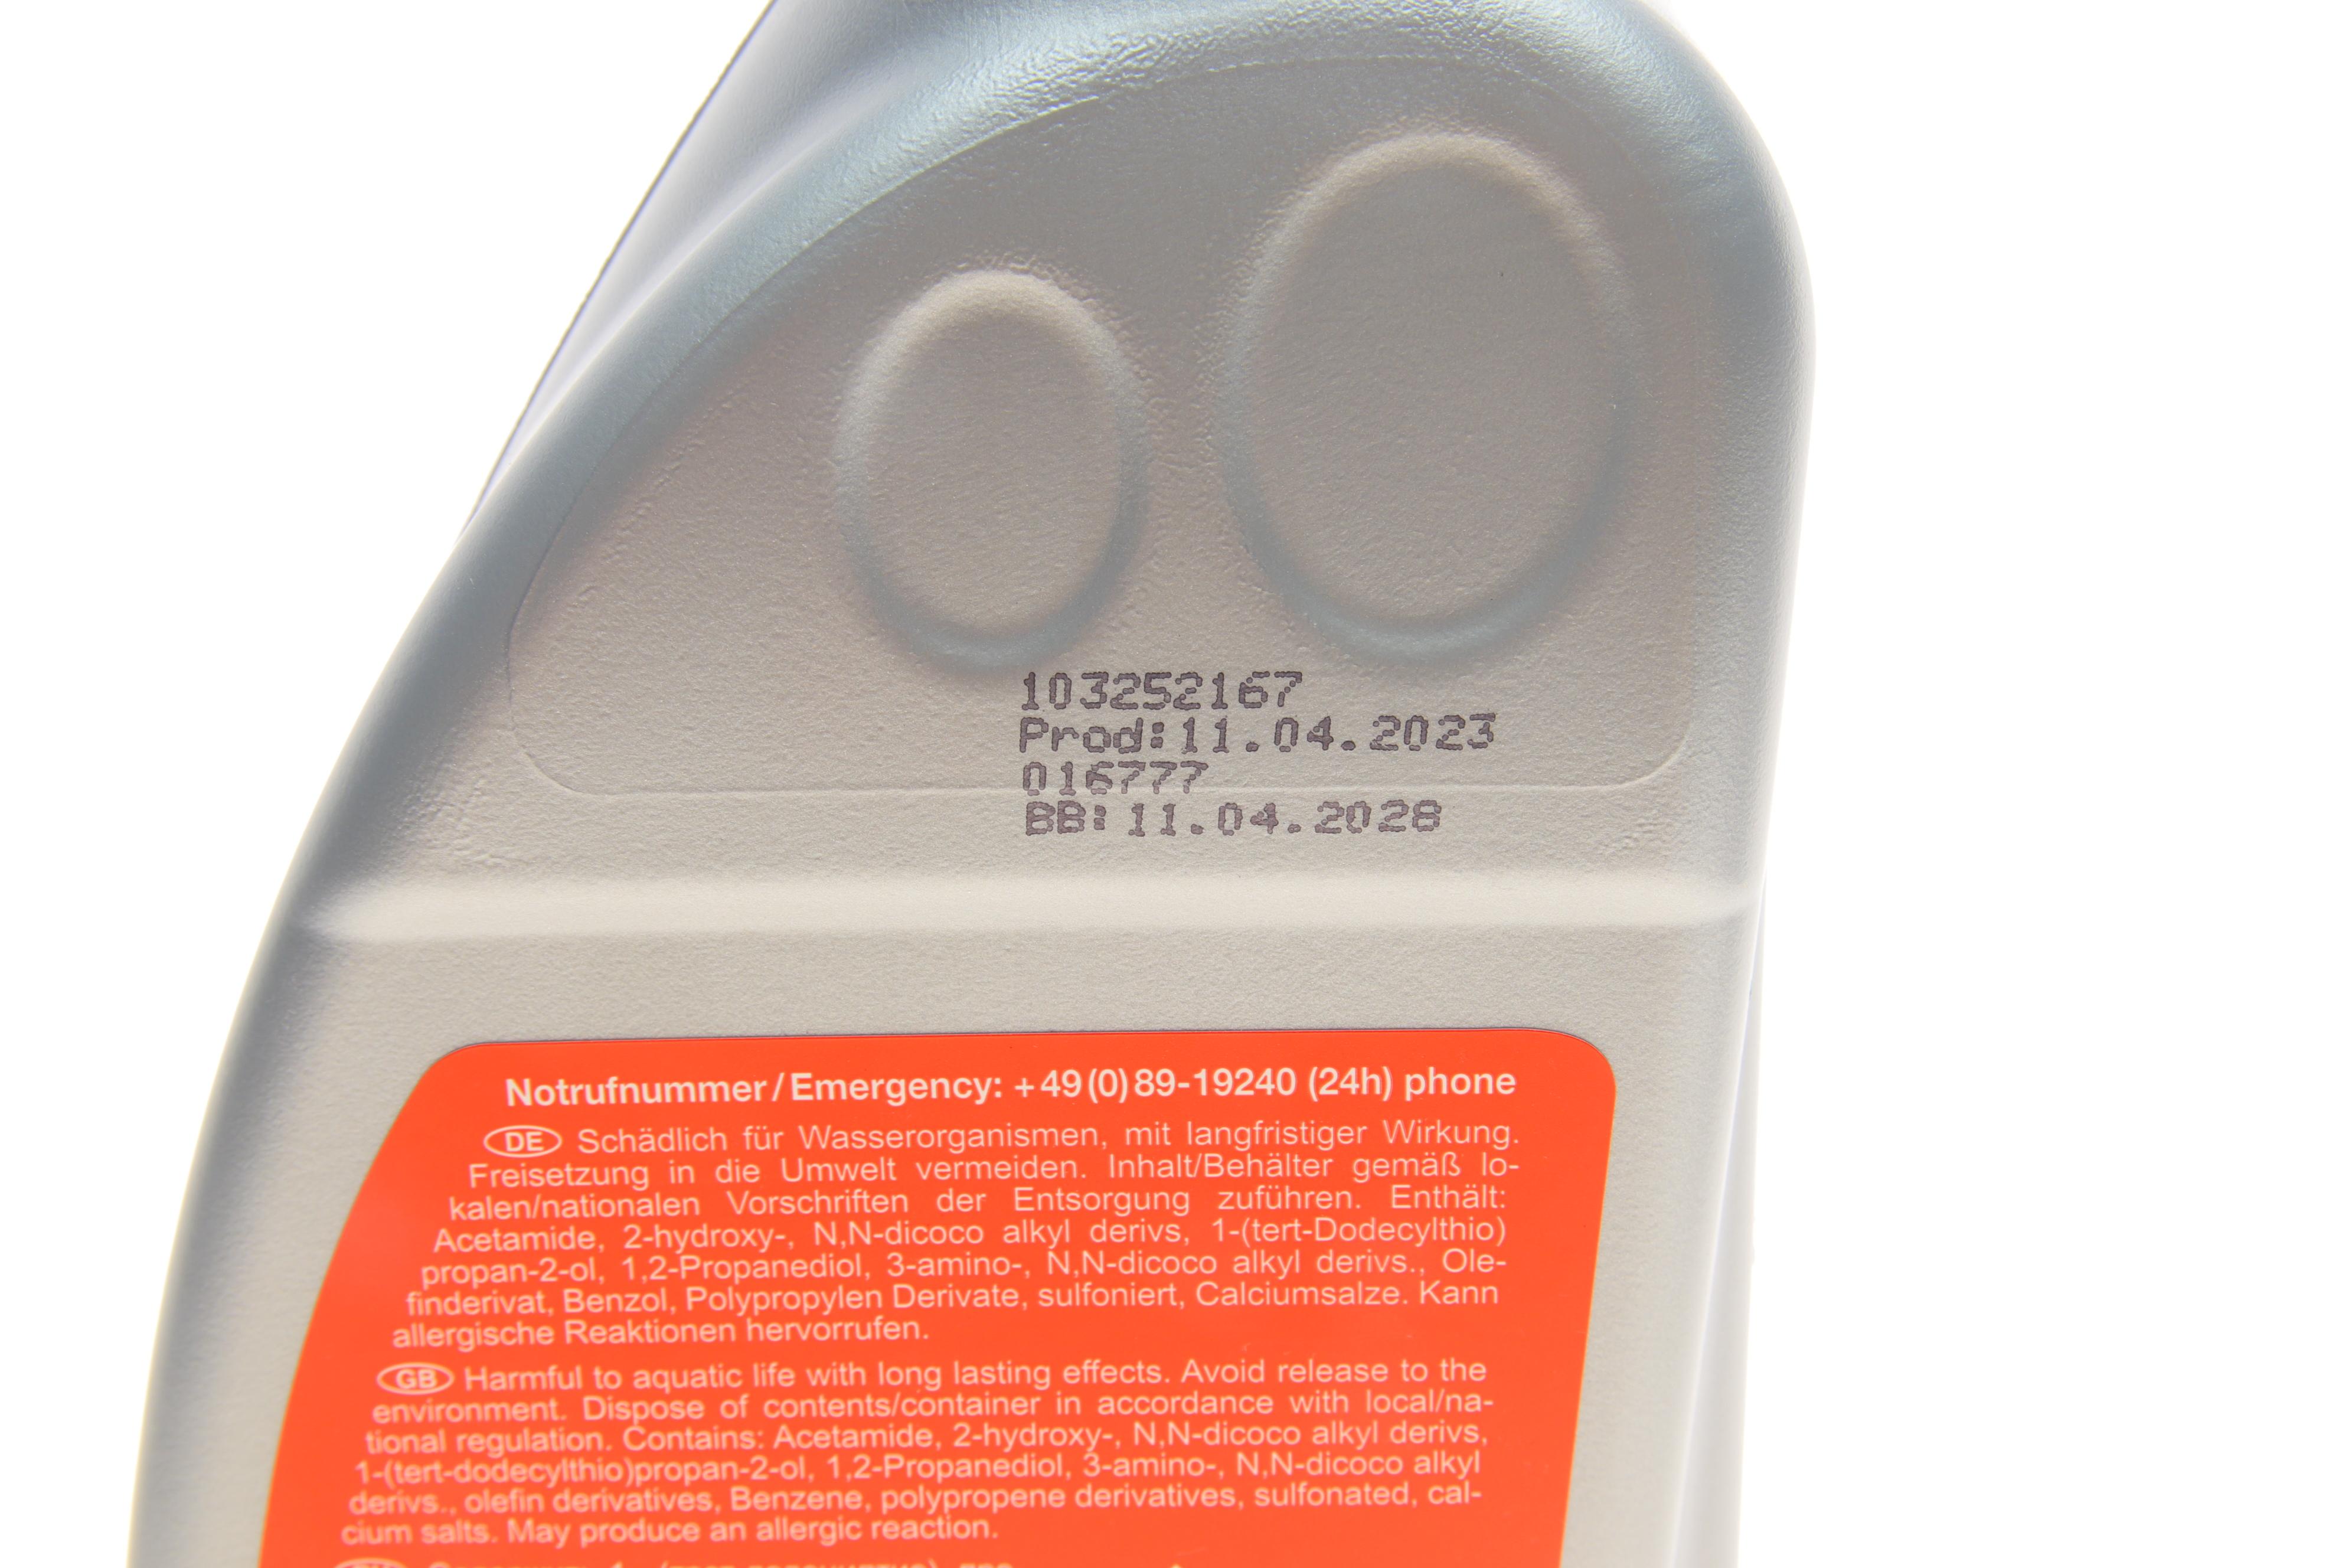 103252167
Prod:11.04.2023
016777
BB:11.04.2028
Notrufnummer/Emergency: +49(0)89-19240 (24h) phone
DE Schädlich für Wasserorganismen, mit langfristiger Wirkung.
Freisetzung in die Umwelt vermeiden. Inhalt/Behälter gemäß lo-
kalen/nationalen Vorschriften der Entsorgung zuführen. Enthält:
Acetamide, 2-hydroxy-, N,N-dicoco alkyl derivs, 1-(tert-Dodecylthio)
propan-2-ol, 1,2-Propanediol, 3-amino-, N,N-dicoco alkyl derivs., Ole-
finderivat, Benzol, Polypropylen Derivate, sulfoniert, Calciumsalze. Kann
allergische Reaktionen hervorrufen.
GB Harmful to aquatic life with long lasting effects. Avoid release to the
environment. Dispose of contents/container in accordance with local/na-
tional regulation. Contains: Acetamide, 2-hydroxy-, N,N-dicoco alkyl derivs,
1-(tert-dodecylthio)propan-2-ol, 1,2-Propanediol, 3-amino-, N,N-dicoco alkyl
derivs., olefin derivatives, Benzene, polypropene derivatives, sulfonated, cal-
cium salts. May produce an allergic reaction.